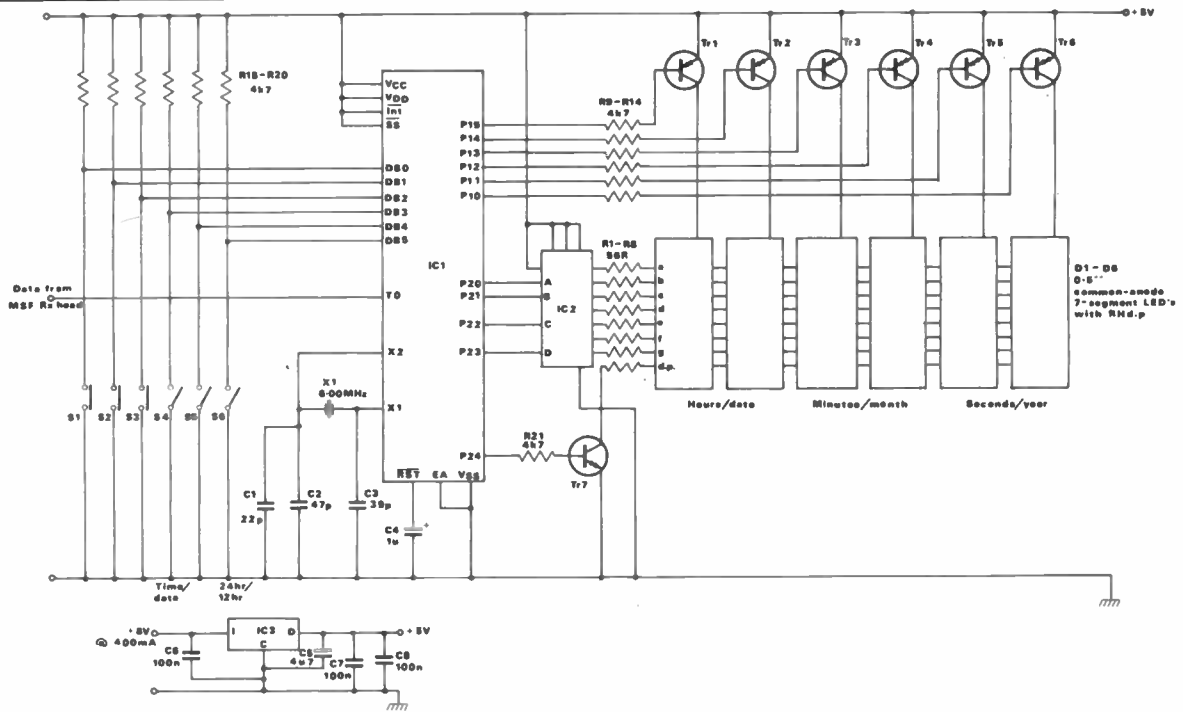 +5V
Tr1
Tr2
Tr3
Tr4
Tr5
Tr6
R15-R20
4k7
VCC
VDD
Int
SS
R9-R14
4k7
P15
P14
P13
P12
P11
P10
DB0
DB1
DB2
DB3
DB4
DB5
IC1
R1-R8
56R
Data from
MSF Rx head
T0
P20
P21
P22
P23
A
B
C
D
IC2
a
b
c
d
e
f
g
d.p.
D1-D6
0·5"
common-anode
7-segment LED's
with RHd.p
X2
X1
6·00MHz
X1
S1
S2
S3
S4
S5
S6
Hours/date
Minutes/month
Seconds/year
R21
4k7
P24
RST
EA
VSS
Tr7
C1
22p
C2
47p
C3
39p
C4
1u
+
Time/
date
24hr/
12hr
+8V
@ 400mA
I
IC3
O
C
+5V
C6
100n
C5
4u7
C7
100n
C8
100n